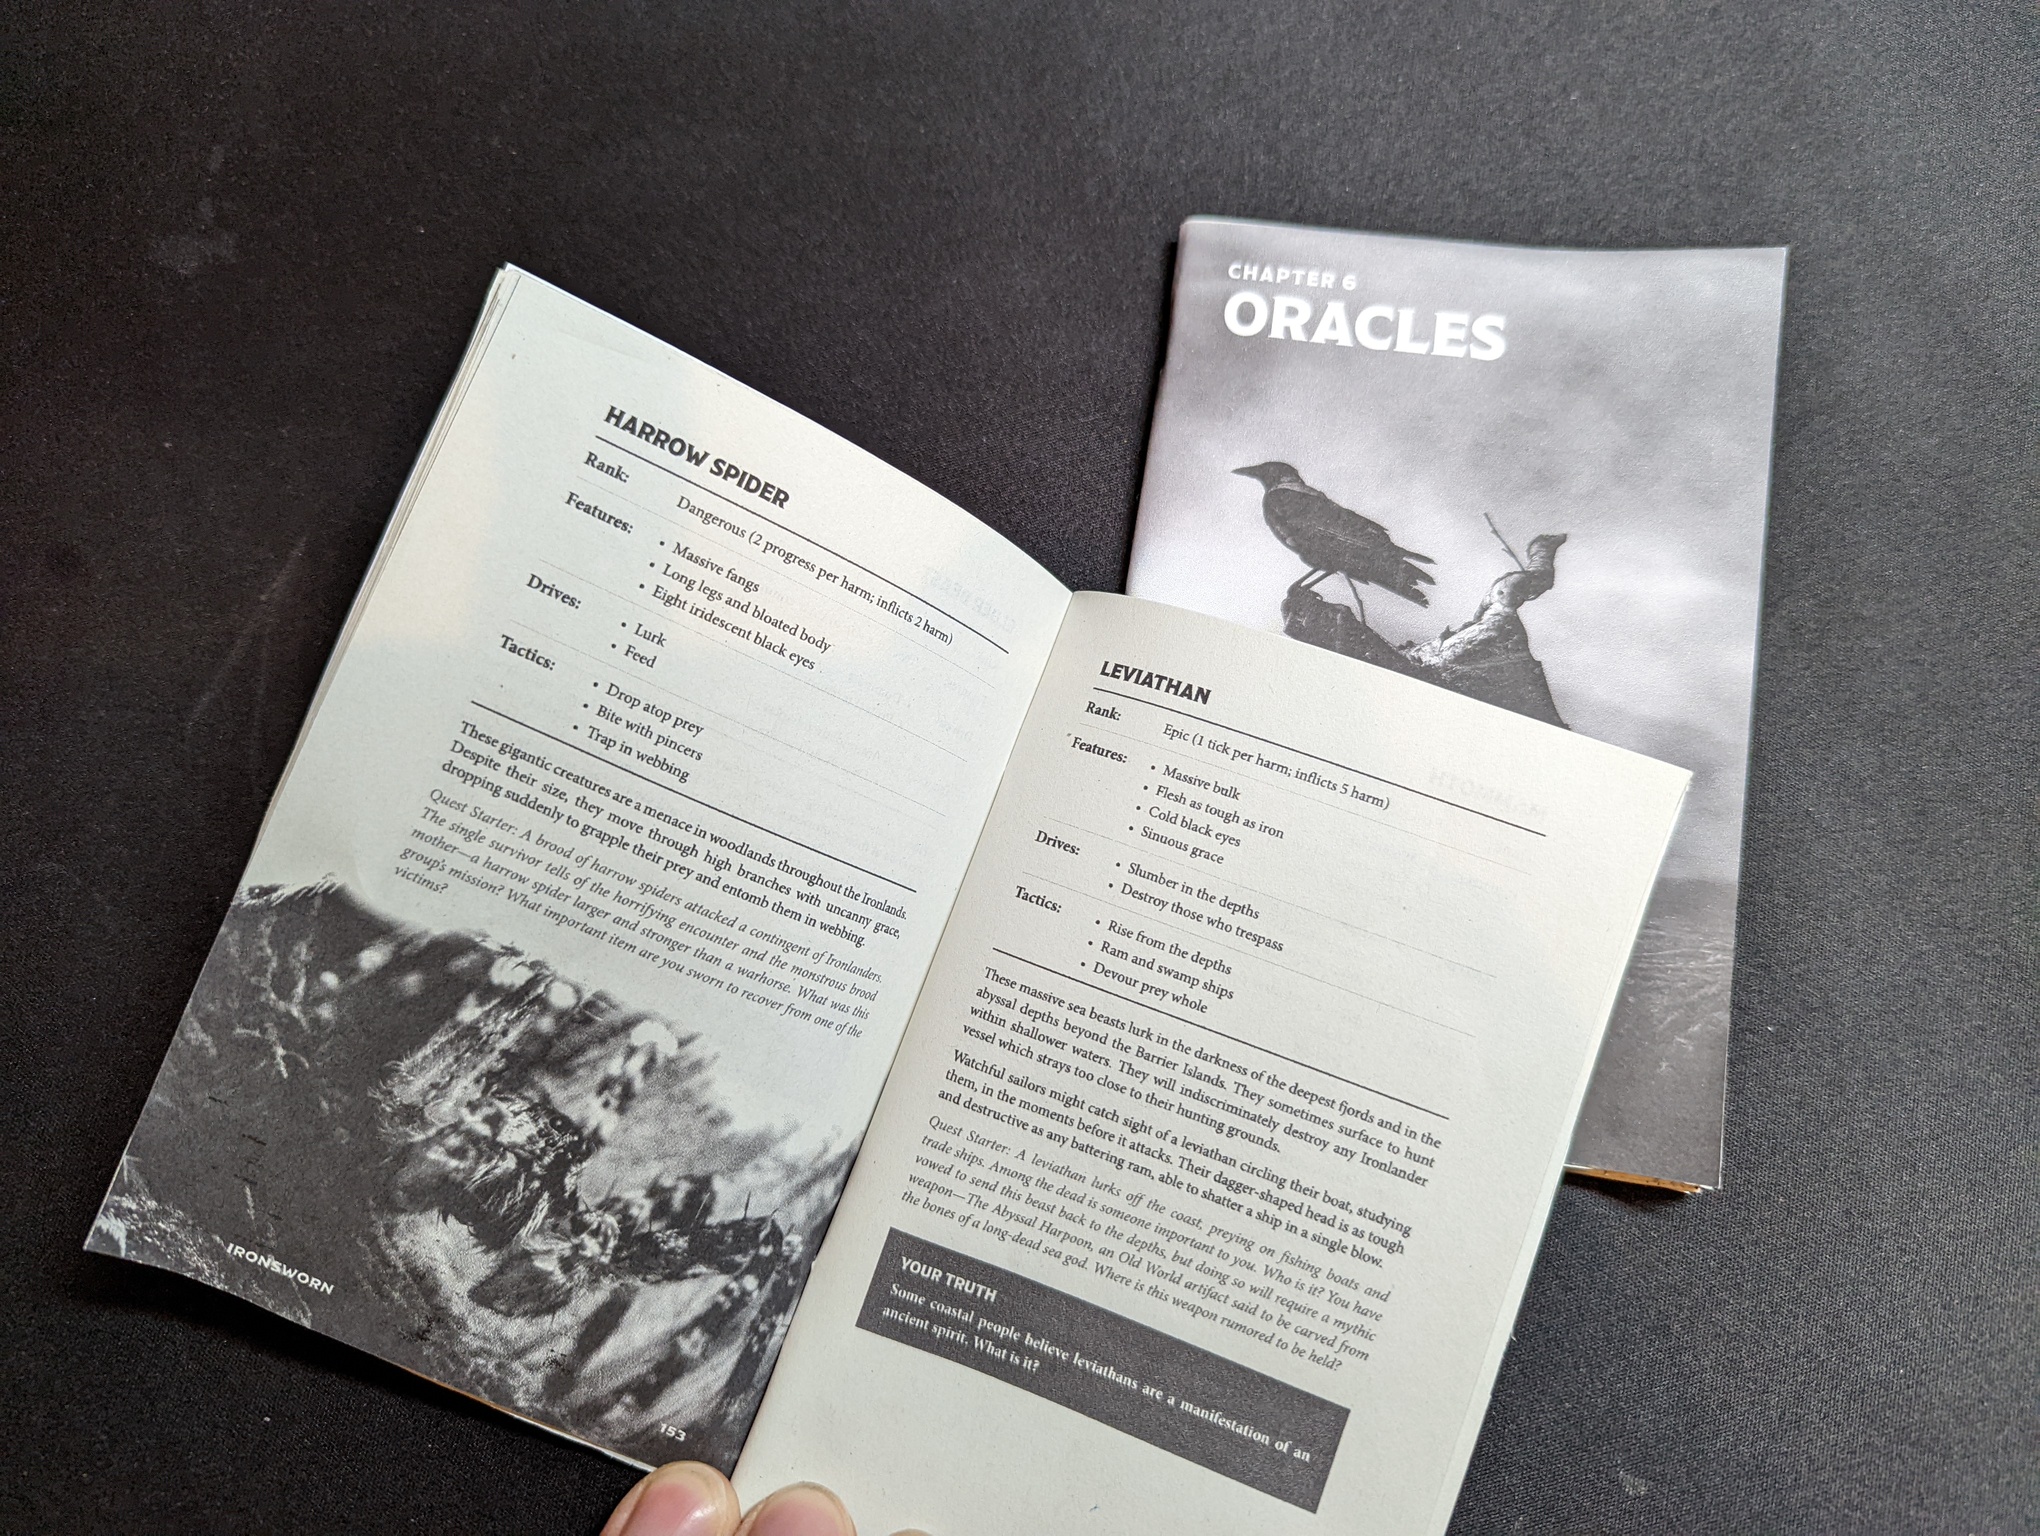 HARROW SPIDER
Rank:
Dangerous (2 progress per harm; inflicts 2 harm)
Features:
• Massive fangs
• Long legs and bloated body
• Eight iridescent black eyes
Drives:
• Lurk
• Feed
Tactics:
• Drop atop prey
• Bite with pincers
• Trap in webbing
These gigantic creatures are a menace in woodlands throughout the Ironlands.
Despite their size, they move through high branches with uncanny grace,
dropping suddenly to grapple their prey and entomb them in webbing.
Quest Starter: A brood of harrow spiders attacked a contingent of Ironlanders.
The single survivor tells of the horrifying encounter and the monstrous brood
mother—a harrow spider larger and stronger than a warhorse. What was this
group's mission? What important item are you sworn to recover from one of the
victims?
IRONSWORN
153
LEVIATHAN
Rank:
Epic (1 tick per harm; inflicts 5 harm)
Features:
• Massive bulk
• Flesh as tough as iron
• Cold black eyes
• Sinuous grace
Drives:
• Slumber in the depths
• Destroy those who trespass
Tactics:
• Rise from the depths
• Ram and swamp ships
• Devour prey whole
These massive sea beasts lurk in the darkness of the deepest fjords and in the
abyssal depths beyond the Barrier Islands. They sometimes surface to hunt
within shallower waters. They will indiscriminately destroy any Ironlander
vessel which strays too close to their hunting grounds.
Watchful sailors might catch sight of a leviathan circling their boat, studying
them, in the moments before it attacks. Their dagger-shaped head is as tough
and destructive as any battering ram, able to shatter a ship in a single blow.
Quest Starter: A leviathan lurks off the coast, preying on fishing boats and
trade ships. Among the dead is someone important to you. Who is it? You have
vowed to send this beast back to the depths, but doing so will require a mythic
weapon—The Abyssal Harpoon, an Old World artifact said to be carved from
the bones of a long-dead sea god. Where is this weapon rumored to be held?
YOUR TRUTH
Some coastal people believe leviathans are a manifestation of an
ancient spirit. What is it?
CHAPTER 6
ORACLES